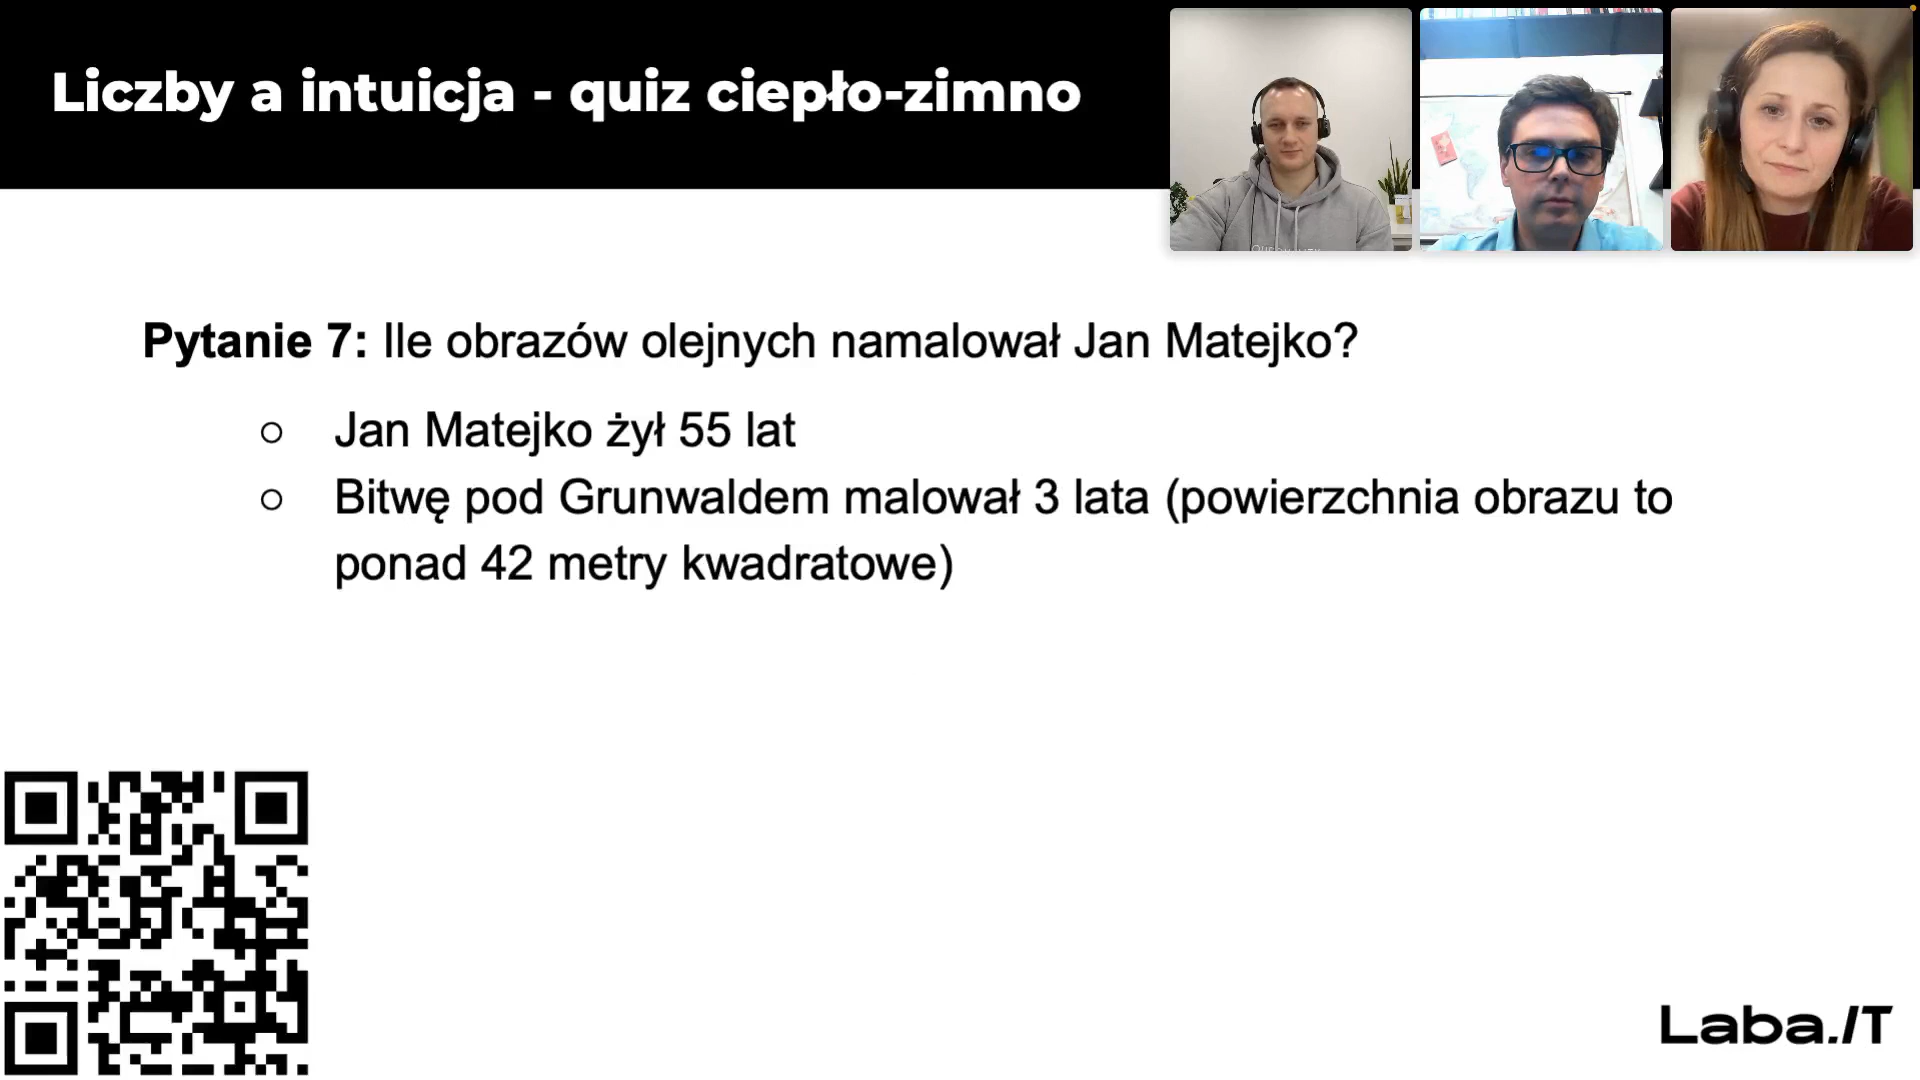 Liczby a intuicja - quiz ciepło-zimno
Pytanie 7: Ile obrazów olejnych namalował Jan Matejko?
○ Jan Matejko żył 55 lat
○ Bitwę pod Grunwaldem malował 3 lata (powierzchnia obrazu to
ponad 42 metry kwadratowe)
Laba.IT